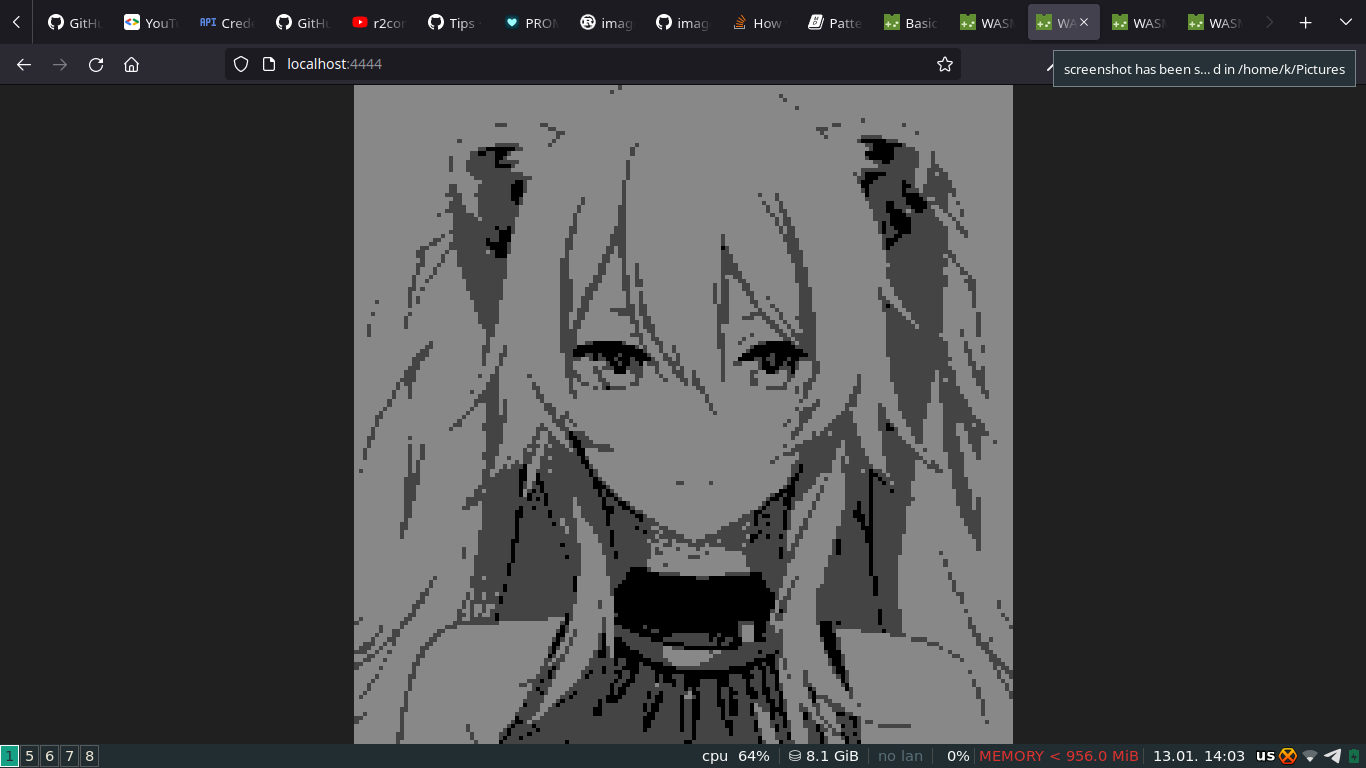 GitHu
YouT
API Crede
GitHu
r2cor
Tips
PROM
imag
imag
How
Patte
Basic
WASM
WA
WASM
WASM
localhost:4444
screenshot has been s... d in /home/k/Pictures
1 5 6 7 8
cpu 64% 8.1 GiB no lan 0% MEMORY < 956.0 MiB 13.01. 14:03 us